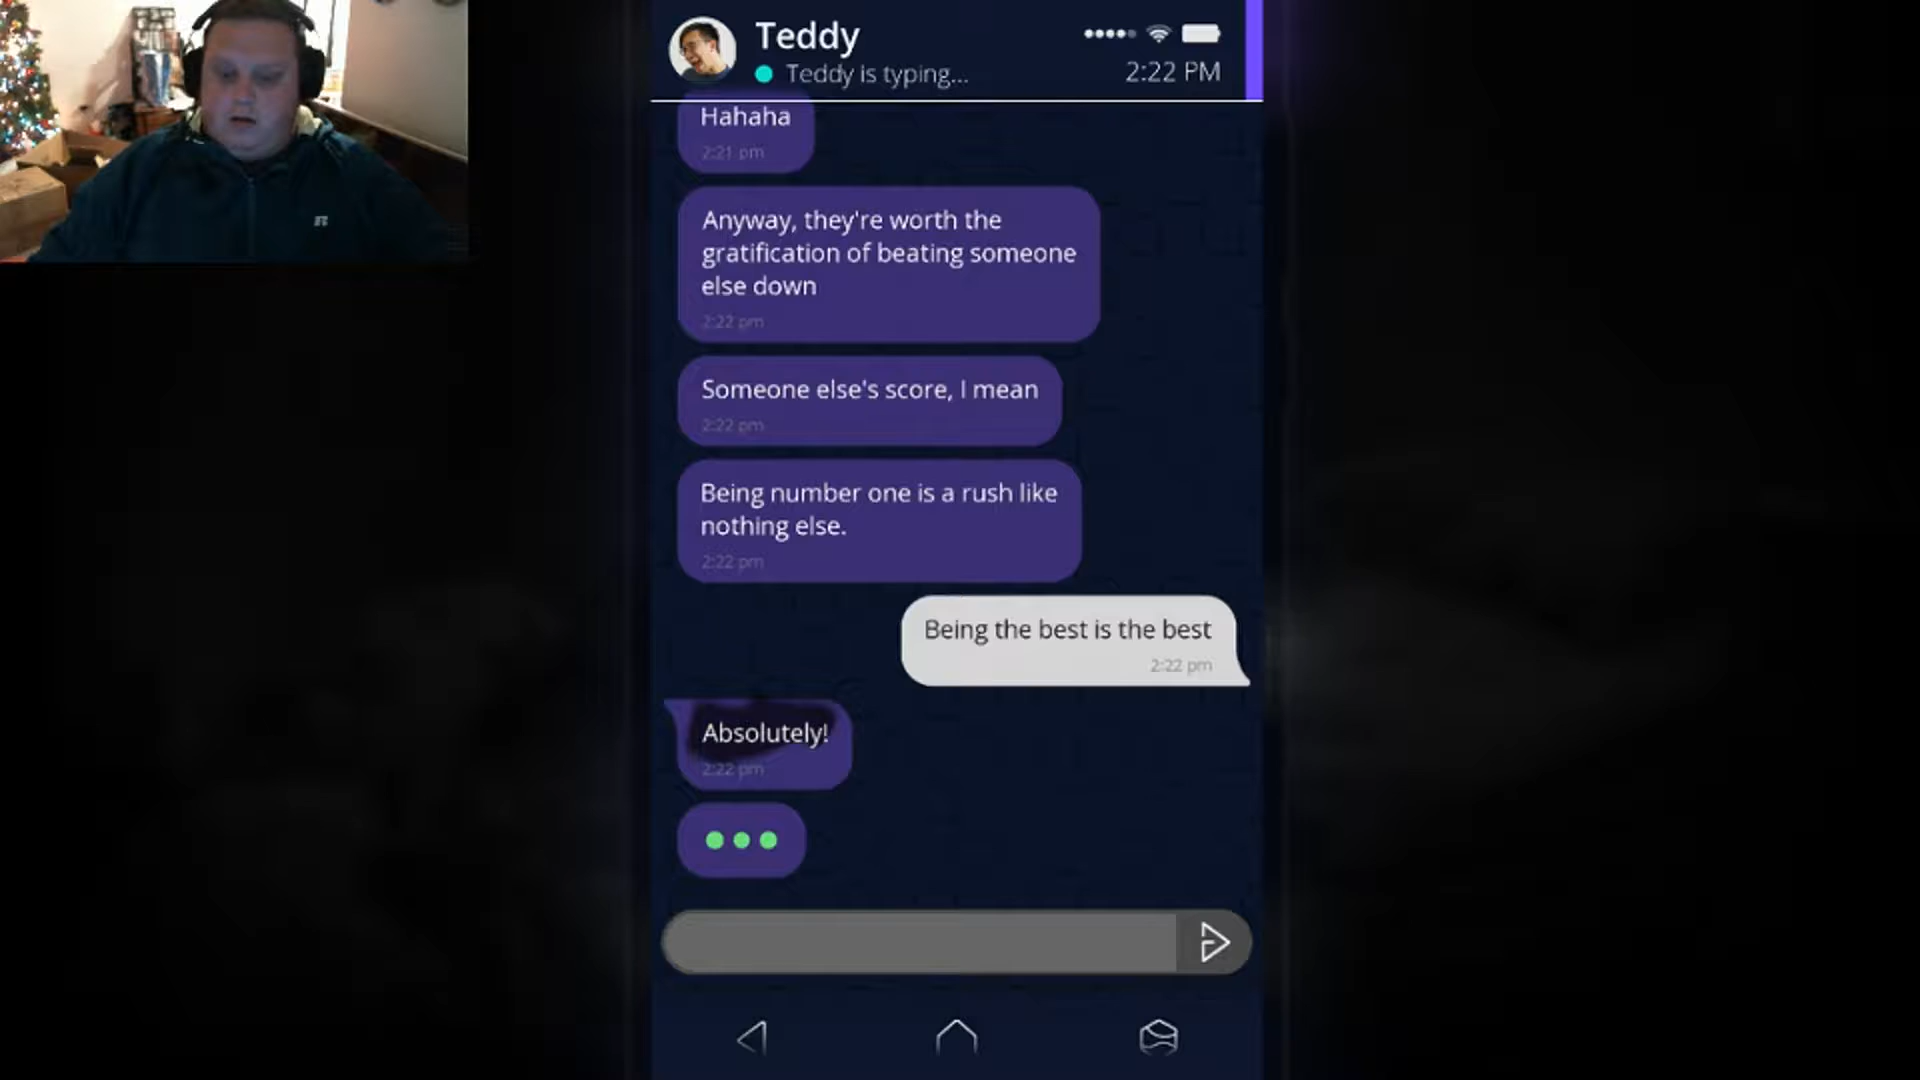 Teddy
Teddy is typing...
2:22 PM
Hahaha
2:21 pm
Anyway, they're worth the
gratification of beating someone
else down
2:22 pm
Someone else's score, I mean
2:22 pm
Being number one is a rush like
nothing else.
2:22 pm
Being the best is the best
2:22 pm
Absolutely!
2:22 pm